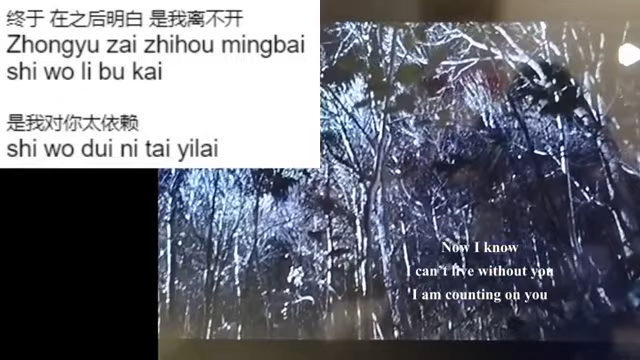 终于 在之后明白 是我离不开
Zhongyu zai zhihou mingbai
shi wo li bu kai
是我对你太依赖
shi wo dui ni tai yilai
Now I know
can't live without you
I am counting on you